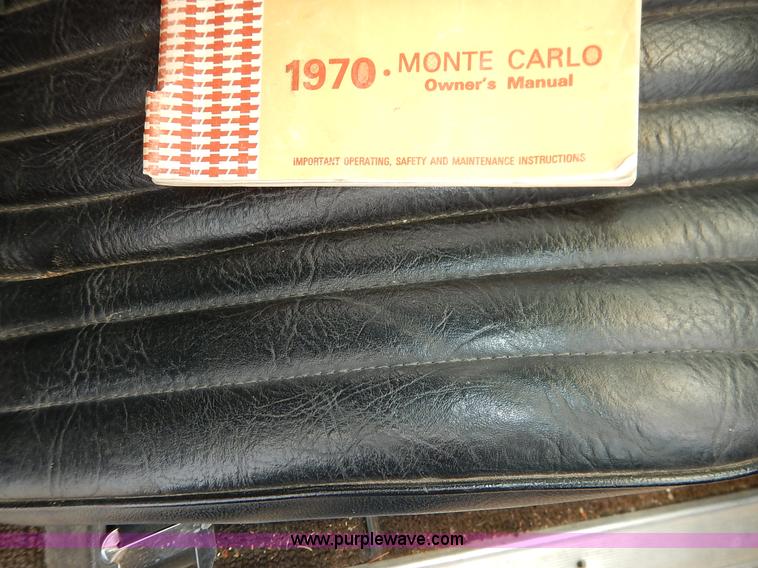 1970 • MONTE CARLO
Owner's Manual
IMPORTANT OPERATING, SAFETY AND MAINTENANCE INSTRUCTIONS
www.purplewave.com